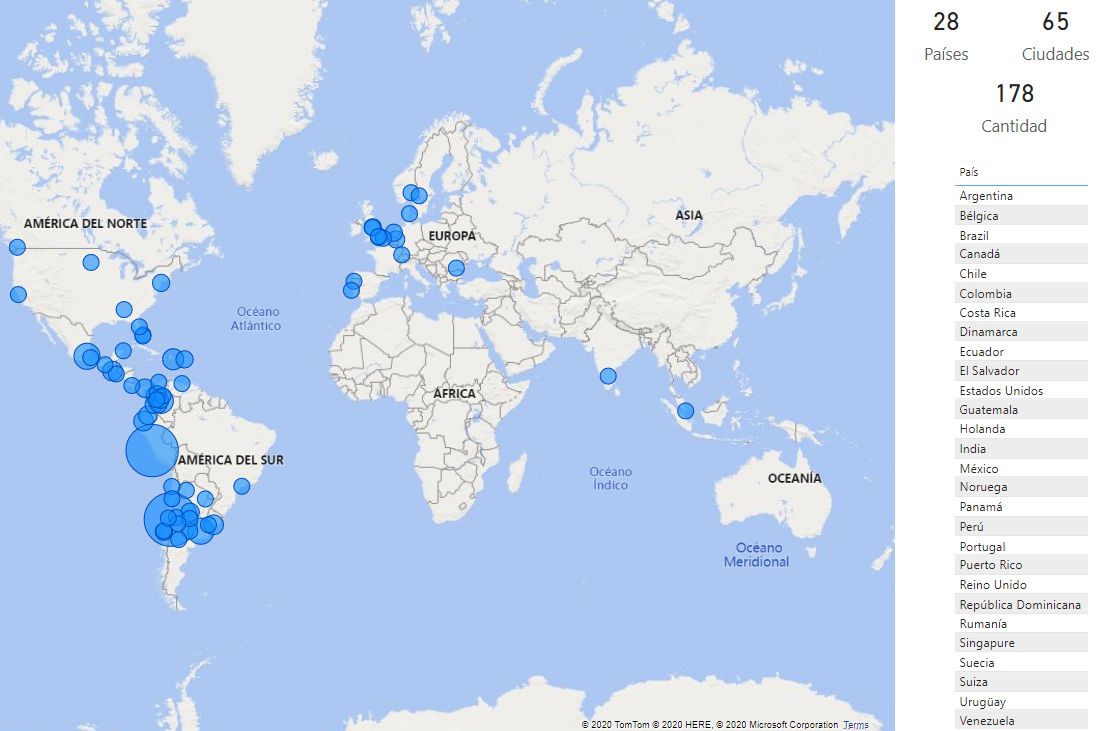 28
65
Países
Ciudades
178
Cantidad
País
Argentina
Bélgica
Brazil
Canadá
Chile
Colombia
Costa Rica
Dinamarca
Ecuador
El Salvador
Estados Unidos
Guatemala
Holanda
India
México
Noruega
Panamá
Perú
Portugal
Puerto Rico
Reino Unido
República Dominicana
Rumanía
Singapure
Suecia
Suiza
Urugüay
Venezuela
AMÉRICA DEL NORTE
EUROPA
ASIA
Océano
Atlántico
ÁFRICA
AMÉRICA DEL SUR
Océano
Índico
OCEANÍA
Océano
Meridional
© 2020 TomTom © 2020 HERE, © 2020 Microsoft Corporation Terms